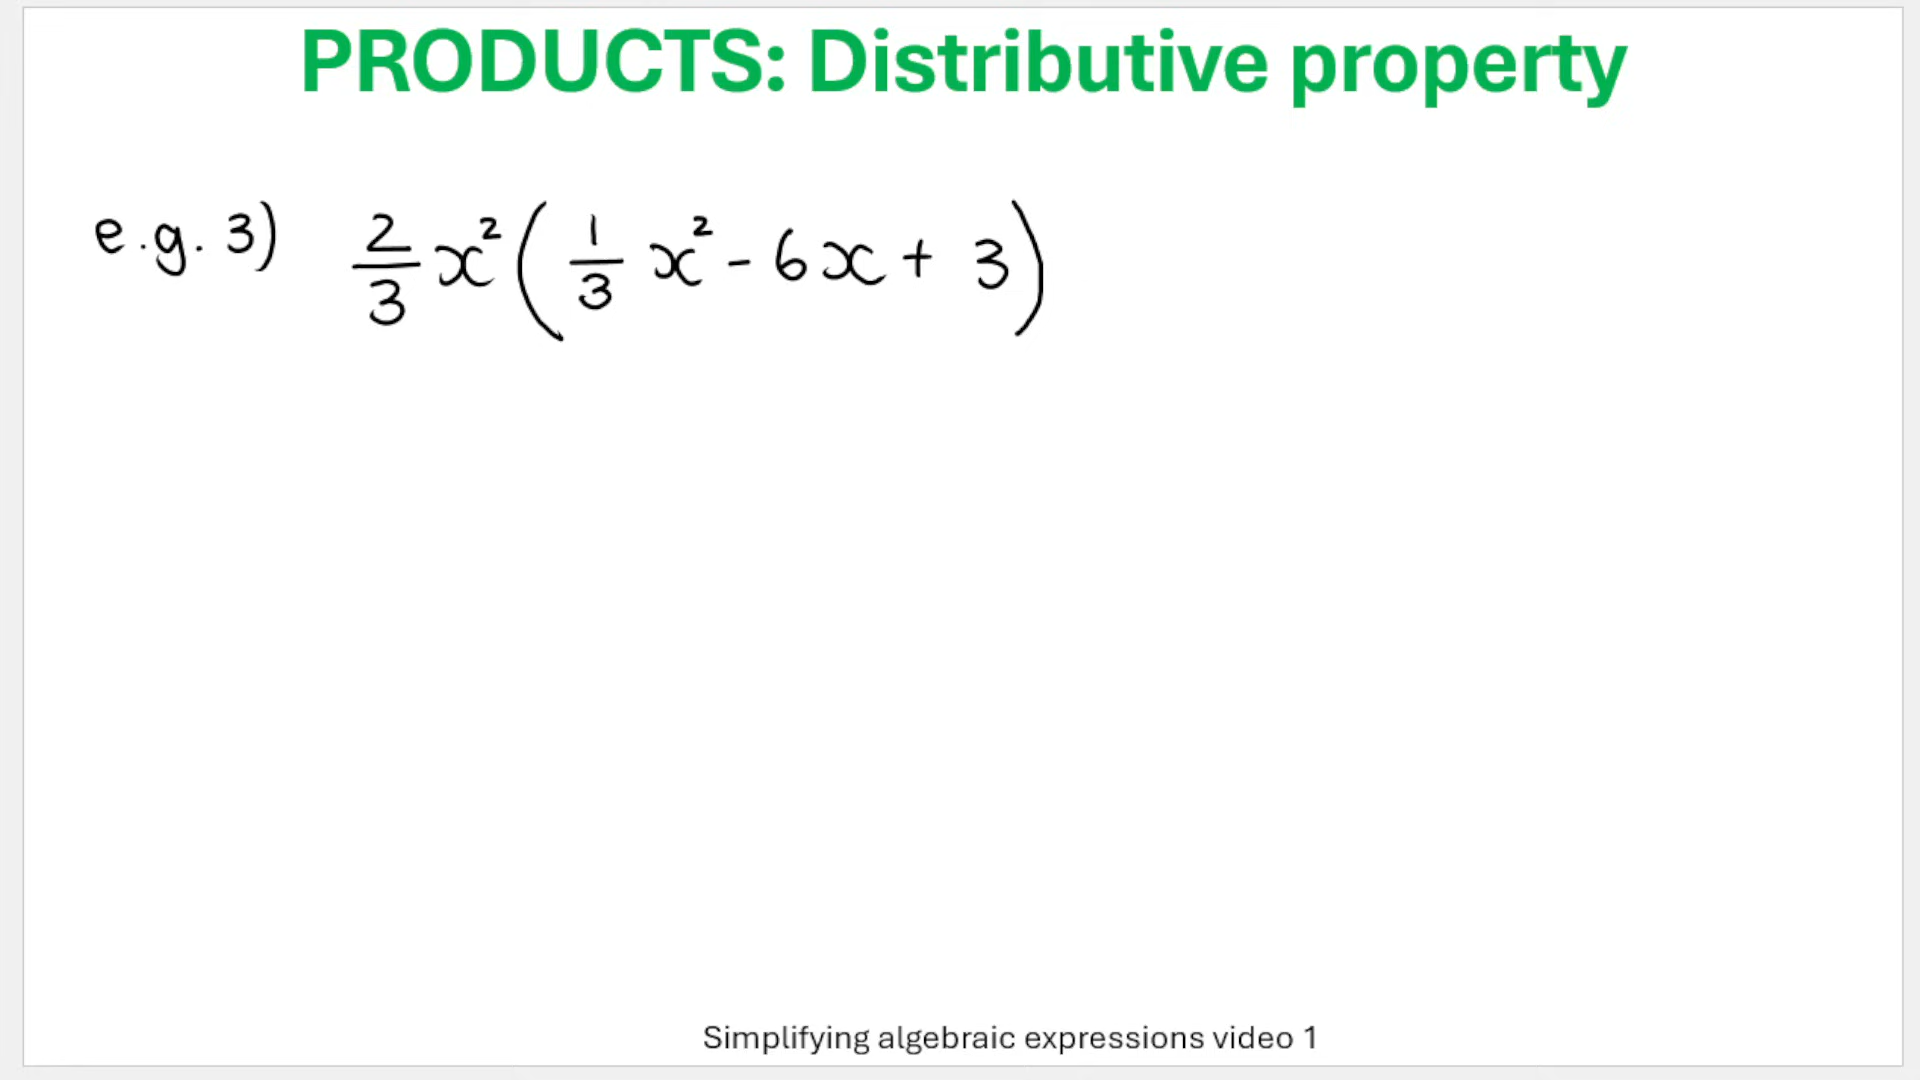 PRODUCTS: Distributive property
e.g. 3) 2/3 x² ( 1/3 x² - 6x + 3 )
Simplifying algebraic expressions video 1